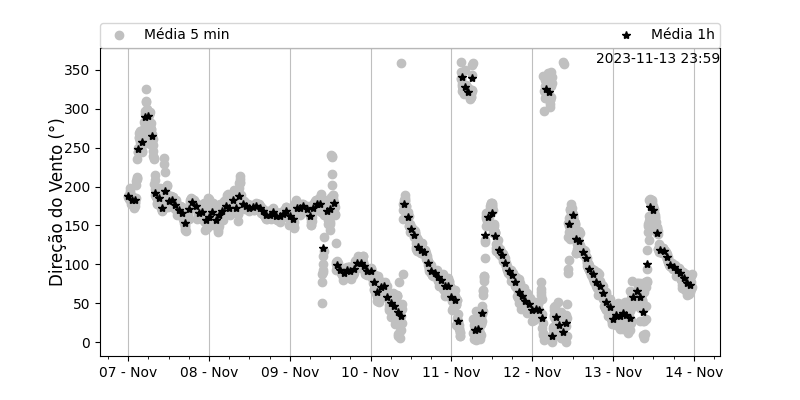 Média 5 min
Média 1h
2023-11-13 23:59
Direção do Vento (°)
350
300
250
200
150
100
50
0
07 - Nov
08 - Nov
09 - Nov
10 - Nov
11 - Nov
12 - Nov
13 - Nov
14 - Nov